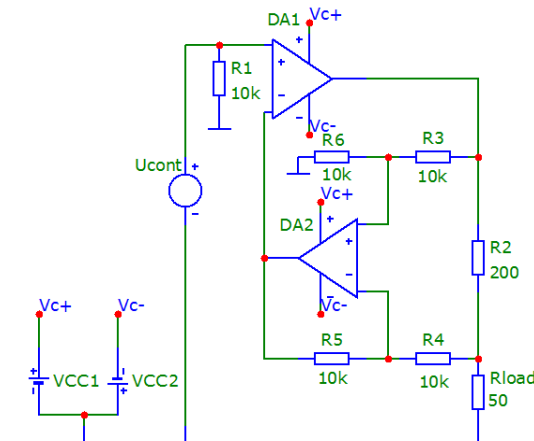 DA1
Vc+
R1
10k
Vc-
R6
10k
R3
10k
Ucont
Vc+
DA2
R2
200
Vc-
Vc+
Vc-
R5
10k
R4
10k
VCC1
VCC2
Rload
50